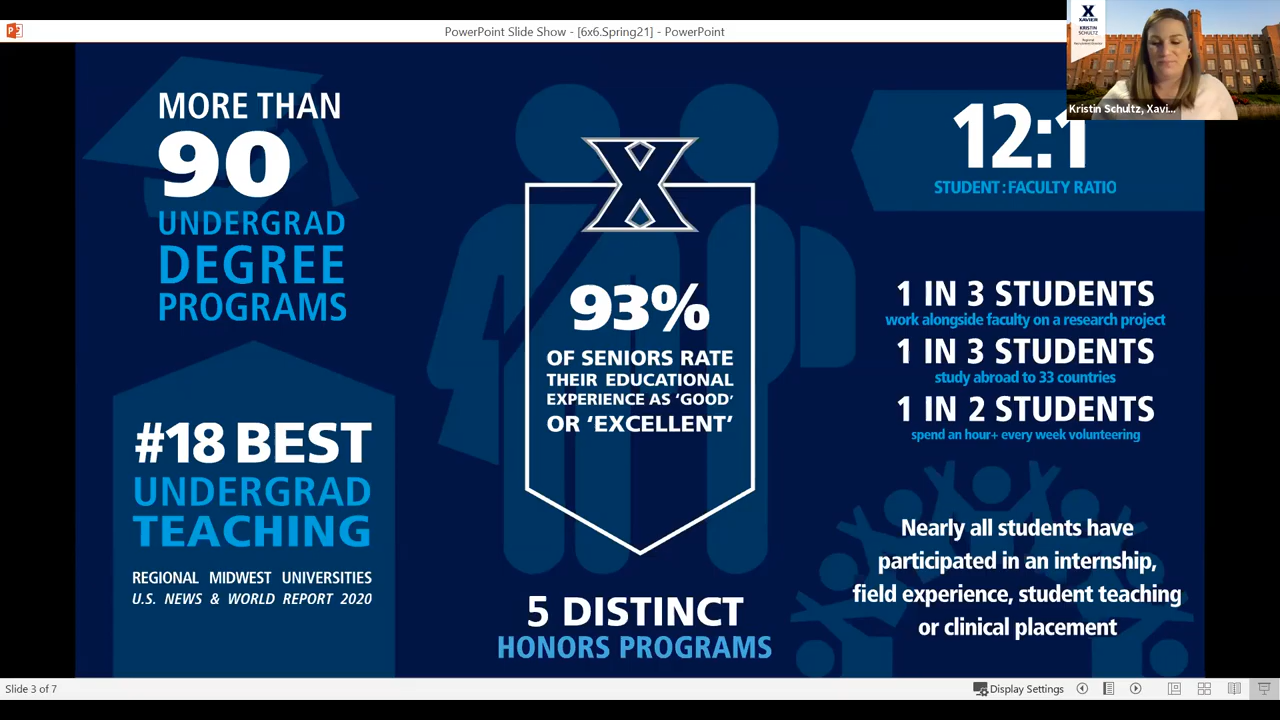 PowerPoint Slide Show - [6x6.Spring21] - PowerPoint
X
XAVIER
KRISTIN
SCHULTZ
Kristin Schultz, Xavi...
MORE THAN
90
UNDERGRAD
DEGREE
PROGRAMS
#18 BEST
UNDERGRAD
TEACHING
REGIONAL MIDWEST UNIVERSITIES
U.S. NEWS & WORLD REPORT 2020
X
93%
OF SENIORS RATE
THEIR EDUCATIONAL
EXPERIENCE AS ‘GOOD’
OR ‘EXCELLENT’
5 DISTINCT
HONORS PROGRAMS
12:1
STUDENT:FACULTY RATIO
1 IN 3 STUDENTS
work alongside faculty on a research project
1 IN 3 STUDENTS
study abroad to 33 countries
1 IN 2 STUDENTS
spend an hour+ every week volunteering
Nearly all students have
participated in an internship,
field experience, student teaching
or clinical placement
Slide 3 of 7
Display Settings